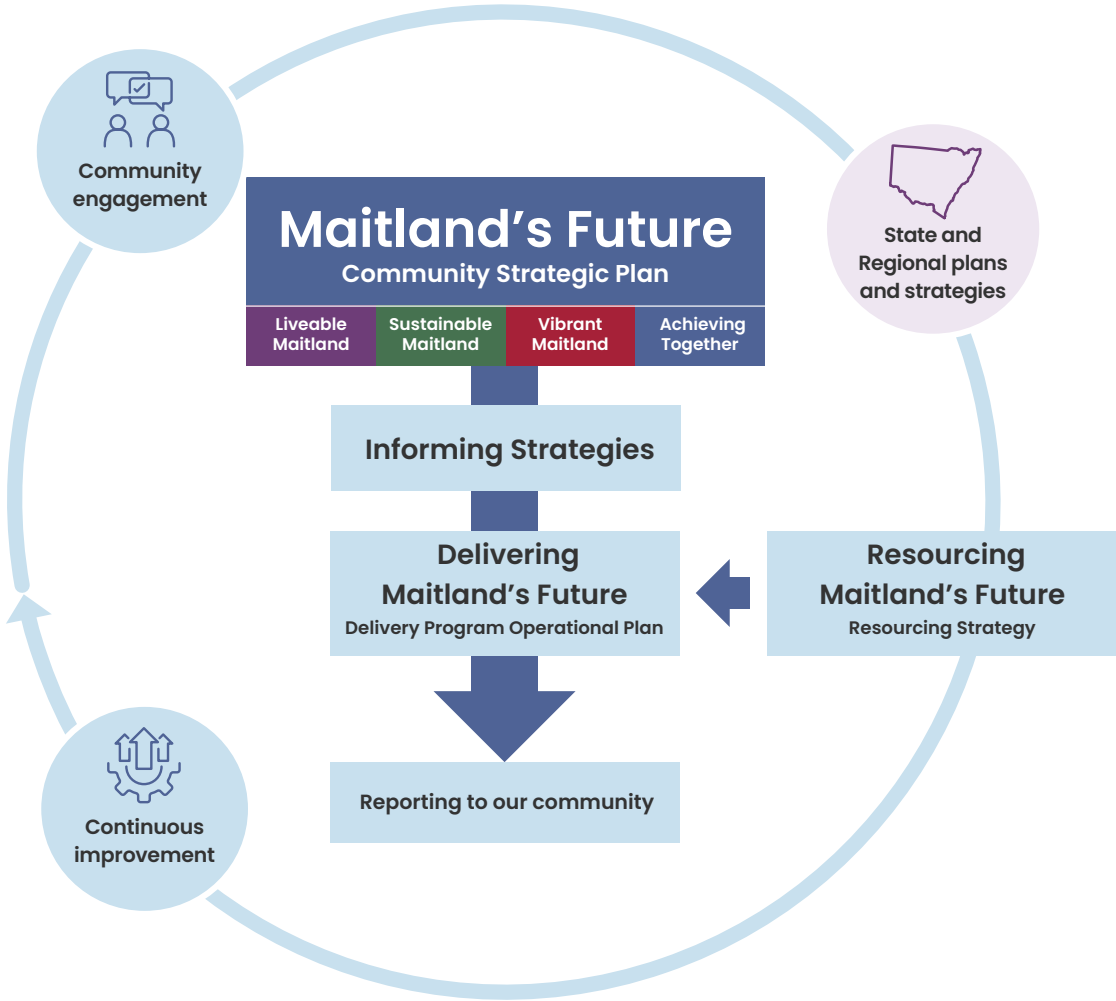 Community
engagement
Maitland’s Future
Community Strategic Plan
Liveable
Maitland
Sustainable
Maitland
Vibrant
Maitland
Achieving
Together
State and
Regional plans
and strategies
Informing Strategies
Delivering
Maitland’s Future
Delivery Program Operational Plan
Resourcing
Maitland’s Future
Resourcing Strategy
Reporting to our community
Continuous
improvement